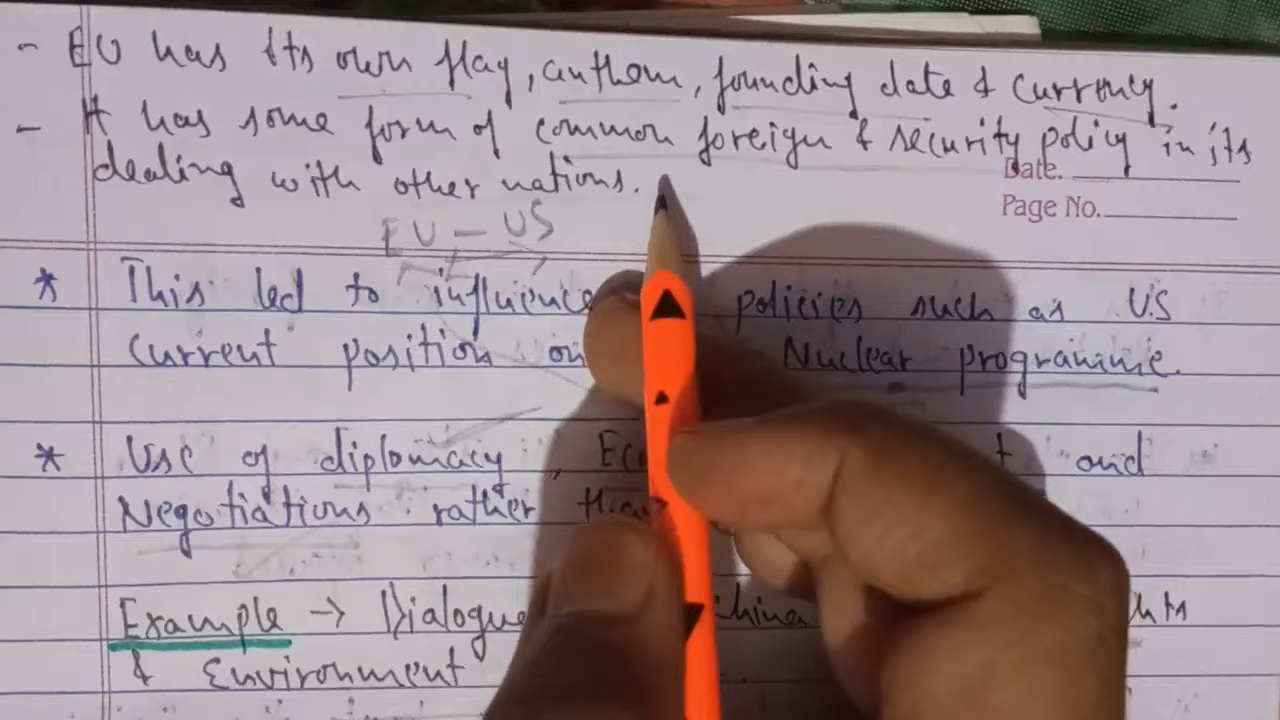 - EU has its own flag, anthem, founding date & currency.
- It has some form of common foreign & security policy in its
dealing with other nations.
Date.
Page No.
EU - US
* This led to influence policies such as U.S
current position on Nuclear programme.
* Use of diplomacy, and
Negotiations rather than
Example → Dialogue
& Environment